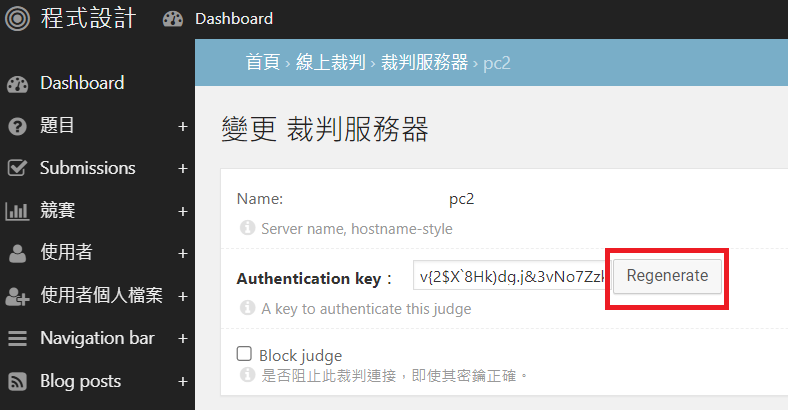 程式設計
Dashboard
Dashboard
題目 +
Submissions +
競賽 +
使用者 +
使用者個人檔案 +
Navigation bar +
Blog posts +
首頁 › 線上裁判 › 裁判服務器 › pc2
變更 裁判服務器
Name: pc2
Server name, hostname-style
Authentication key： v{2$X`8Hk)dg.j&3vNo7Zz Regenerate
A key to authenticate this judge
Block judge
是否阻止此裁判連接，即使其密鑰正確。